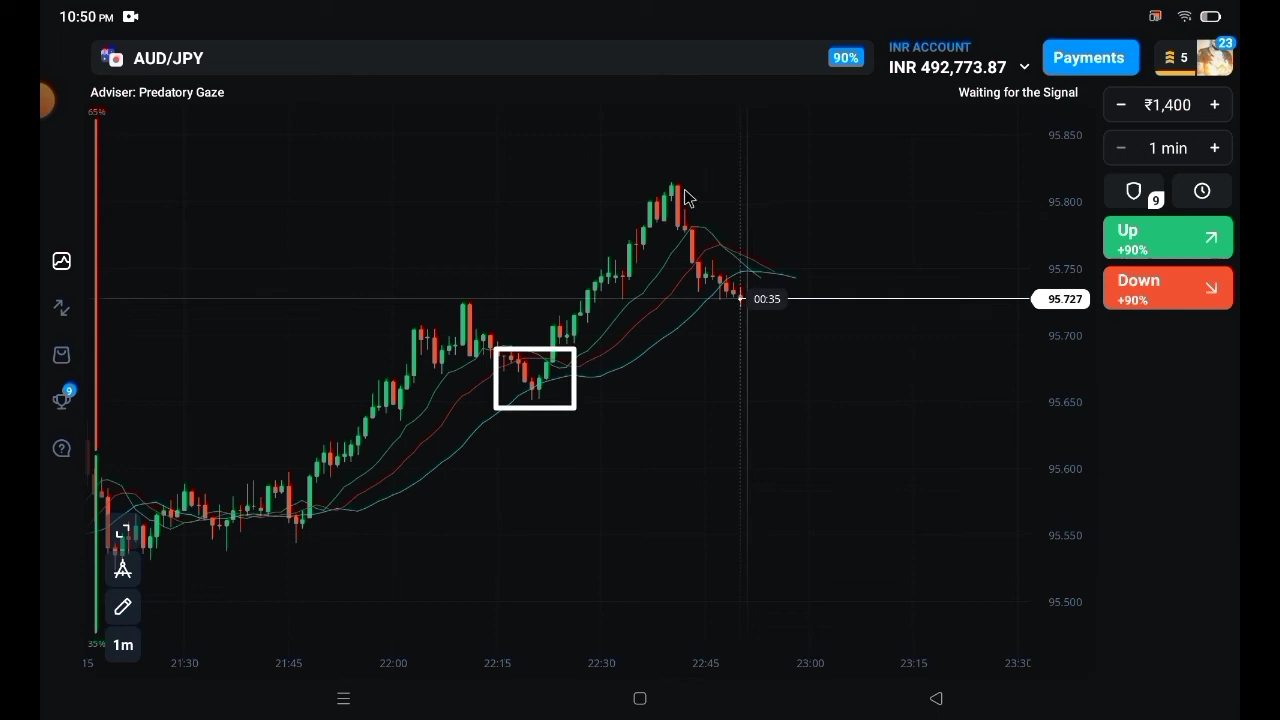 10:50 PM
AUD/JPY
90%
INR ACCOUNT
INR 492,773.87
Payments
5
23
Adviser: Predatory Gaze
Waiting for the Signal
65%
₹1,400
1 min
9
Up
+90%
Down
+90%
95.850
95.800
95.750
00:35
95.727
95.700
95.650
95.600
95.550
95.500
9
35%
1m
15
21:30
21:45
22:00
22:15
22:30
22:45
23:00
23:15
23:30